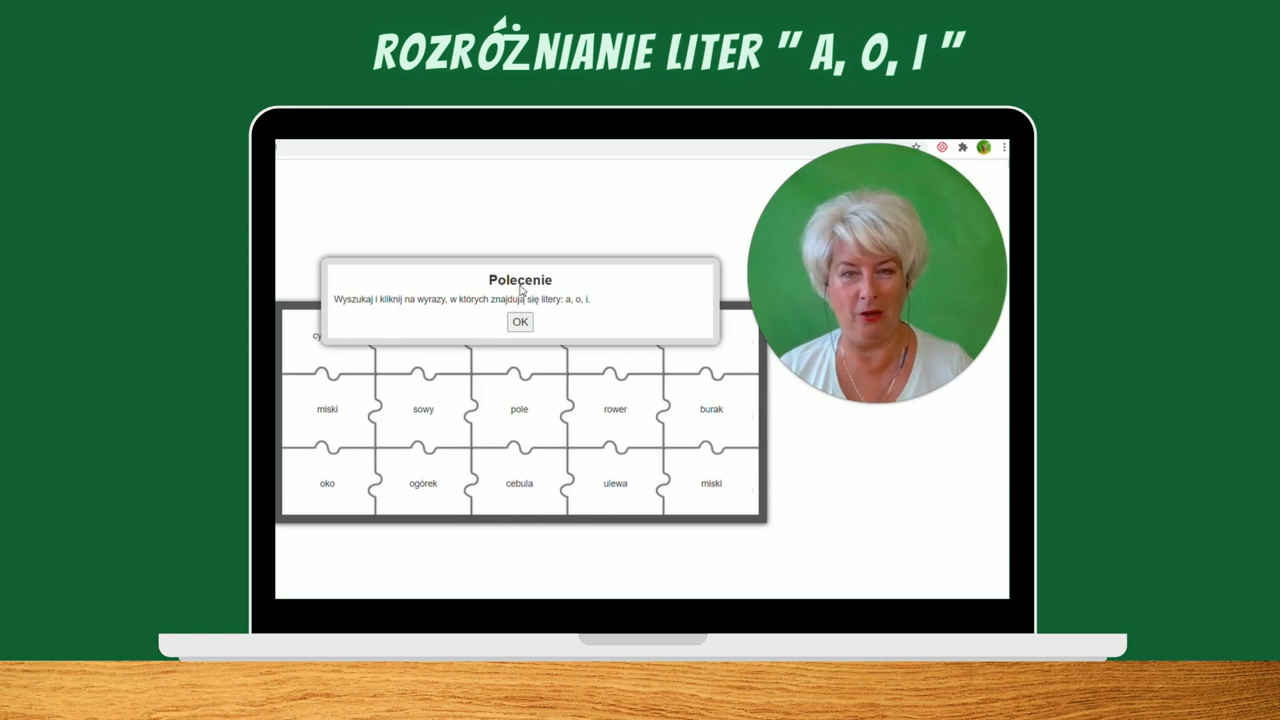 ROZRÓŻNIANIE LITER " A, O, I "
Polecenie
Wyszukaj i kliknij na wyrazy, w których znajdują się litery: a, o, i.
OK
miski sowy pole rower burak
oko ogórek cebula ulewa miski